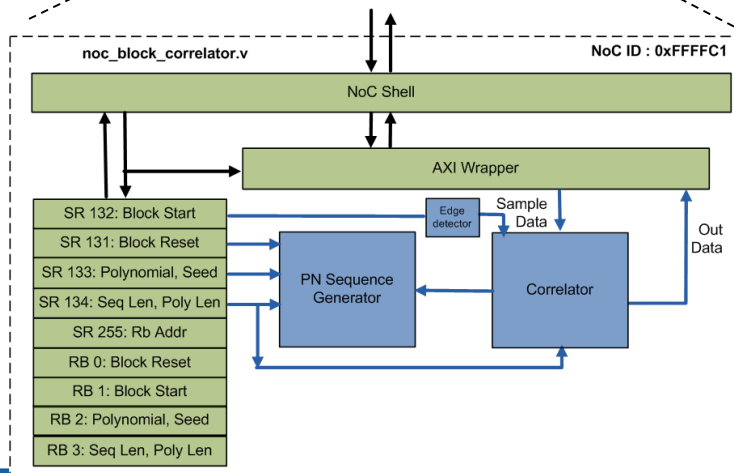 noc_block_correlator.v
NoC ID : 0xFFFFC1
NoC Shell
AXI Wrapper
SR 132: Block Start
SR 131: Block Reset
SR 133: Polynomial, Seed
SR 134: Seq Len, Poly Len
SR 255: Rb Addr
RB 0: Block Reset
RB 1: Block Start
RB 2: Polynomial, Seed
RB 3: Seq Len, Poly Len
Edge
detector
Sample
Data
Out
Data
PN Sequence
Generator
Correlator